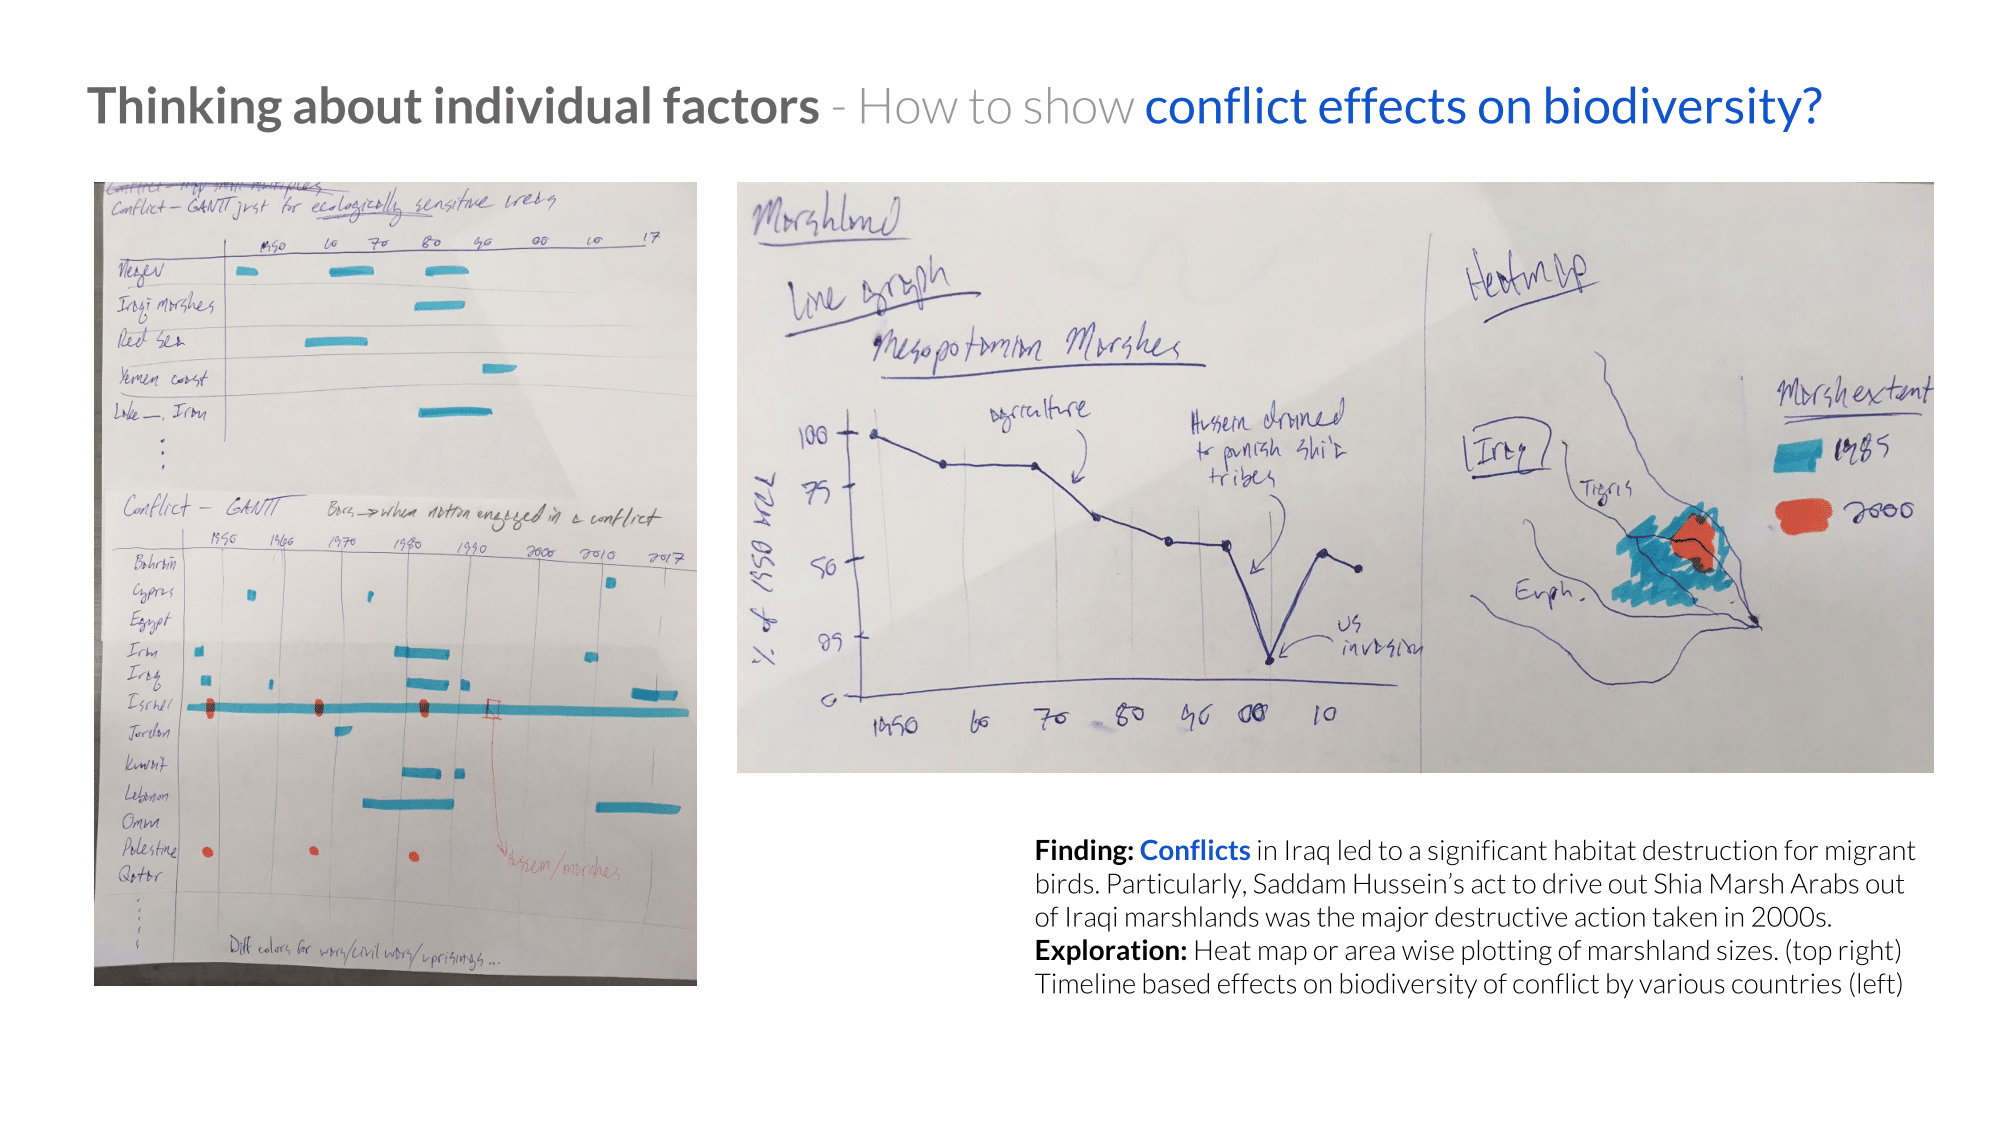 Thinking about individual factors - How to show conflict effects on biodiversity?
Conflict – Map small multiples
Conflict – GANTT just for ecologically sensitive areas
1950 60 70 80 90 00 10 17
Negev
Iraqi marshes
Red Sea
Yemen coast
Lake —, Iran
Conflict – GANTT Bars → when nation engaged in a conflict
1950 1960 1970 1980 1990 2000 2010 2017
Bahrain
Cyprus
Egypt
Iran
Iraq
Israel
Jordan
Kuwait
Lebanon
Oman
Palestine
Qatar
Hussein/marshes
Diff colors for wars/civil wars/uprisings...
Marshland
Line graph
Mesopotamian Marshes
% of 1950 area
100
75
50
25
0
agriculture
Hussein drained
to punish Shi'a
tribes
US
invasion
1950 60 70 80 90 00 10
Heatmap
Iraq
Tigris
Euph.
Marsh extent
1985
2000
Finding: Conflicts in Iraq led to a significant habitat destruction for migrant
birds. Particularly, Saddam Hussein's act to drive out Shia Marsh Arabs out
of Iraqi marshlands was the major destructive action taken in 2000s.
Exploration: Heat map or area wise plotting of marshland sizes. (top right)
Timeline based effects on biodiversity of conflict by various countries (left)